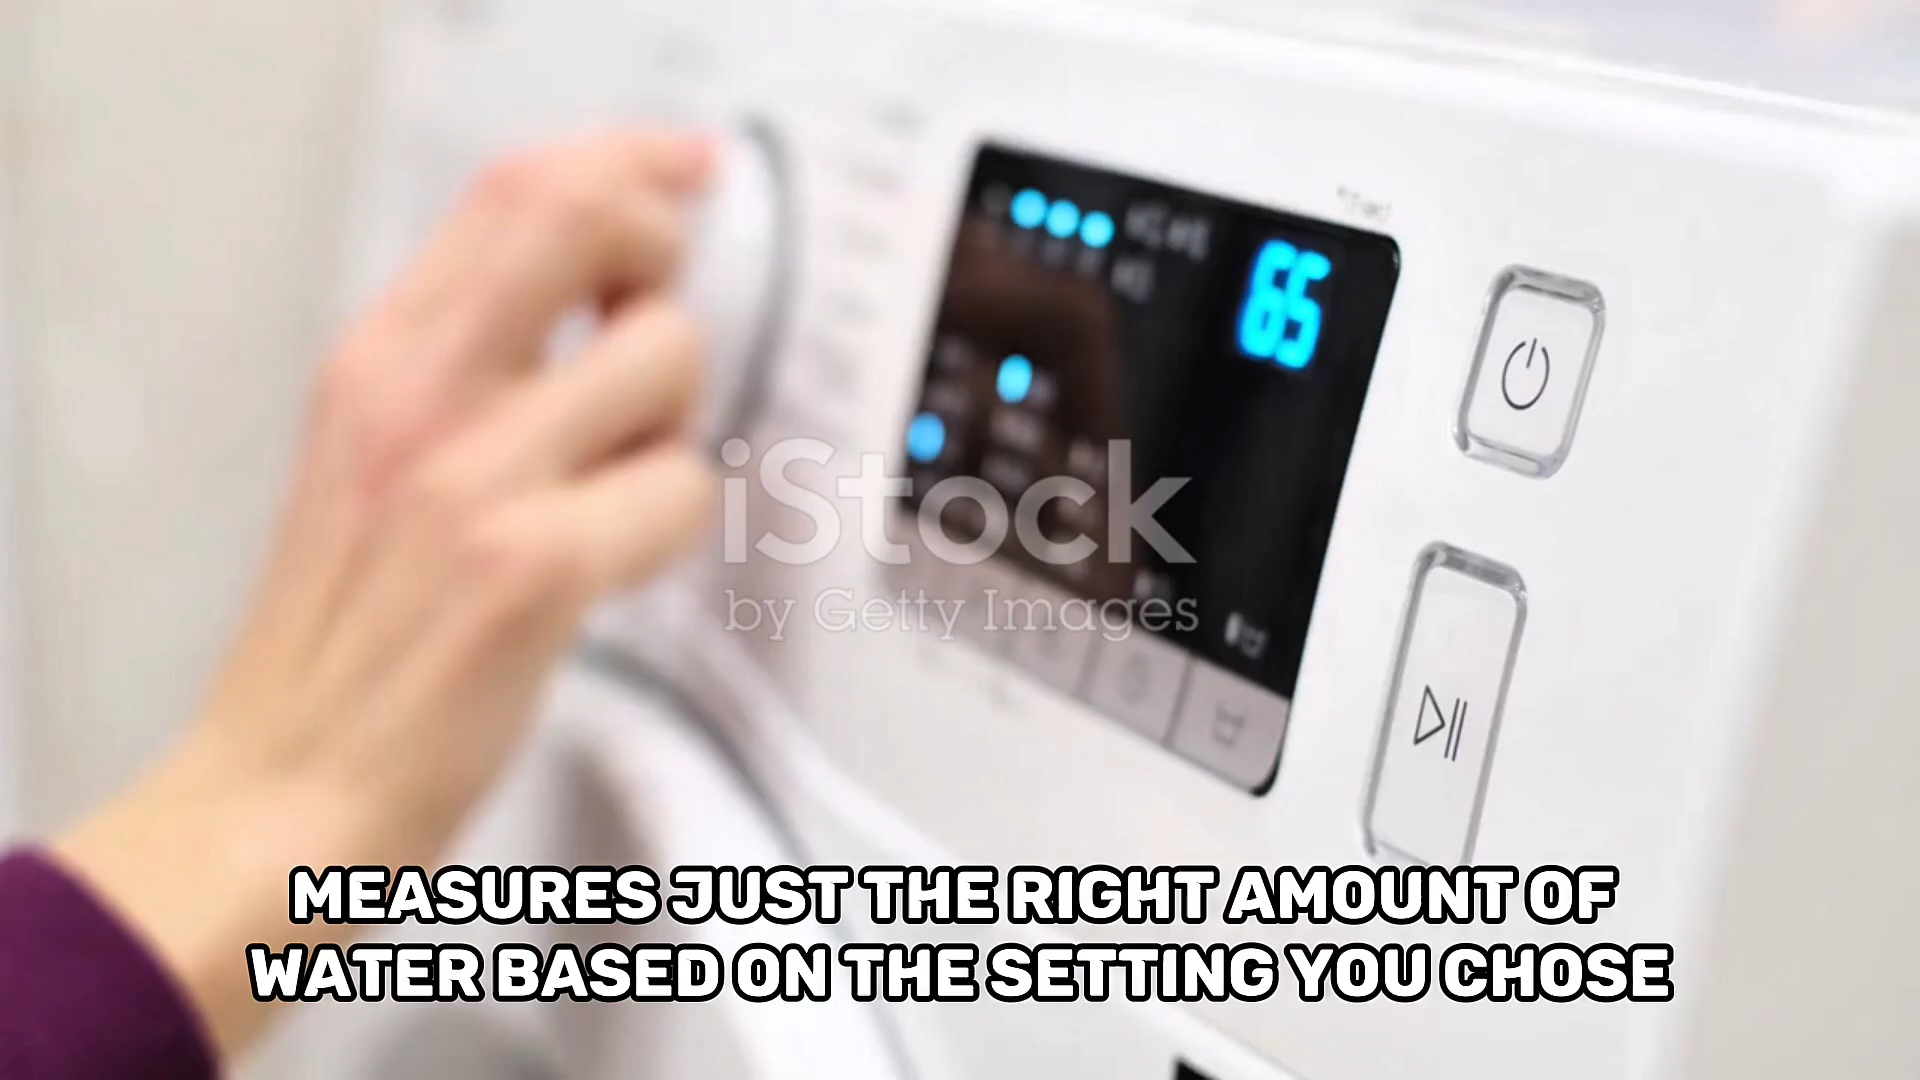 65
iStock
by Getty Images
MEASURES JUST THE RIGHT AMOUNT OF
WATER BASED ON THE SETTING YOU CHOSE